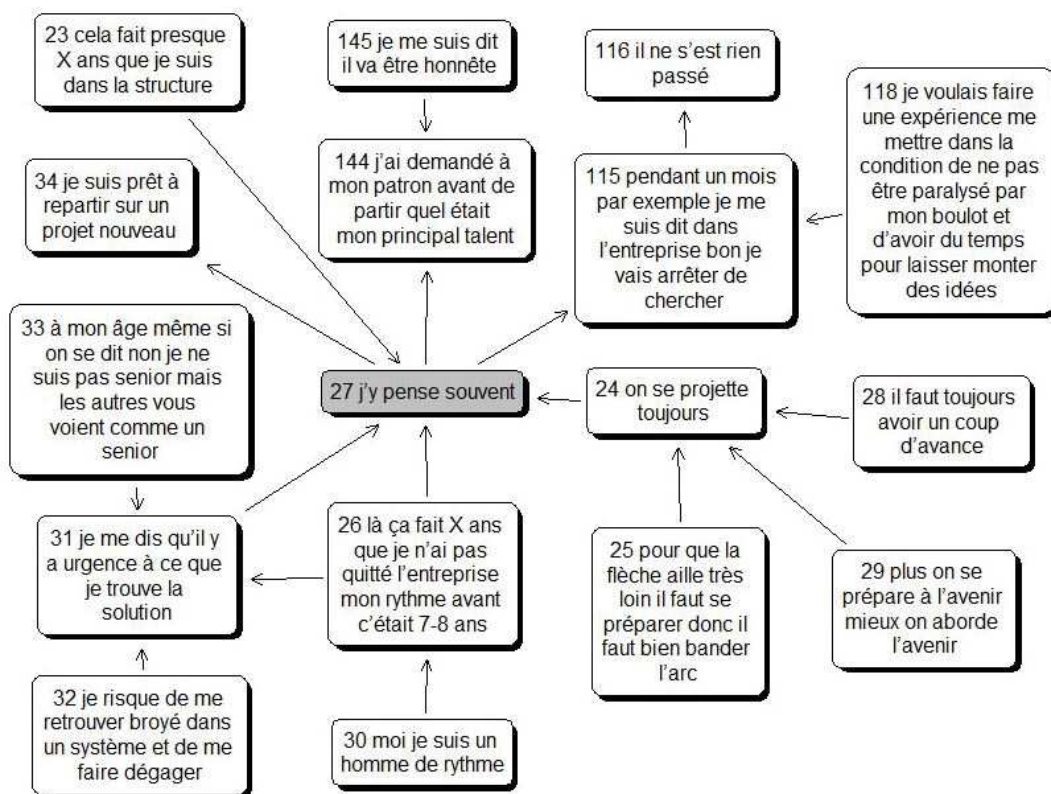 23 cela fait presque
X ans que je suis
dans la structure
145 je me suis dit
il va être honnête
116 il ne s’est rien
passé
118 je voulais faire
une expérience me
mettre dans la
condition de ne pas
être paralysé par
mon boulot et
d’avoir du temps
pour laisser monter
des idées
34 je suis prêt à
repartir sur un
projet nouveau
144 j’ai demandé à
mon patron avant de
partir quel était
mon principal talent
115 pendant un mois
par exemple je me
suis dit dans
l’entreprise bon je
vais arrêter de
chercher
33 à mon âge même si
on se dit non je ne
suis pas senior mais
les autres vous
voient comme un
senior
27 j’y pense souvent
24 on se projette
toujours
28 il faut toujours
avoir un coup
d’avance
31 je me dis qu’il y
a urgence à ce que
je trouve la
solution
26 là ça fait X ans
que je n’ai pas
quitté l’entreprise
mon rythme avant
c’était 7-8 ans
25 pour que la
flèche aille très
loin il faut se
préparer donc il
faut bien bander
l’arc
29 plus on se
prépare à l’avenir
mieux on aborde
l’avenir
32 je risque de me
retrouver broyé dans
un système et de me
faire dégager
30 moi je suis un
homme de rythme